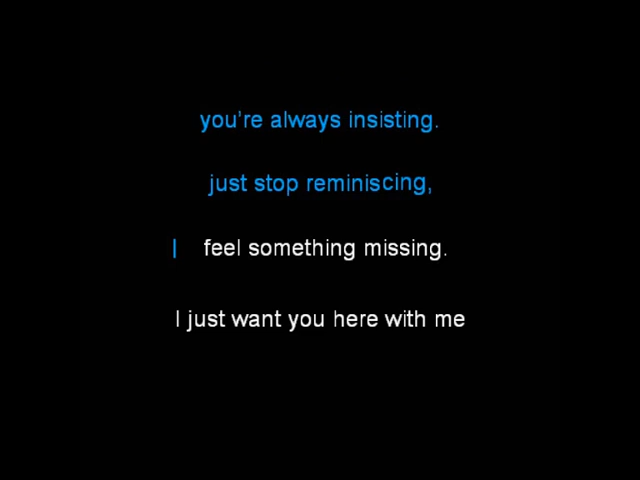 you're always insisting.
just stop reminiscing,
I feel something missing.
I just want you here with me